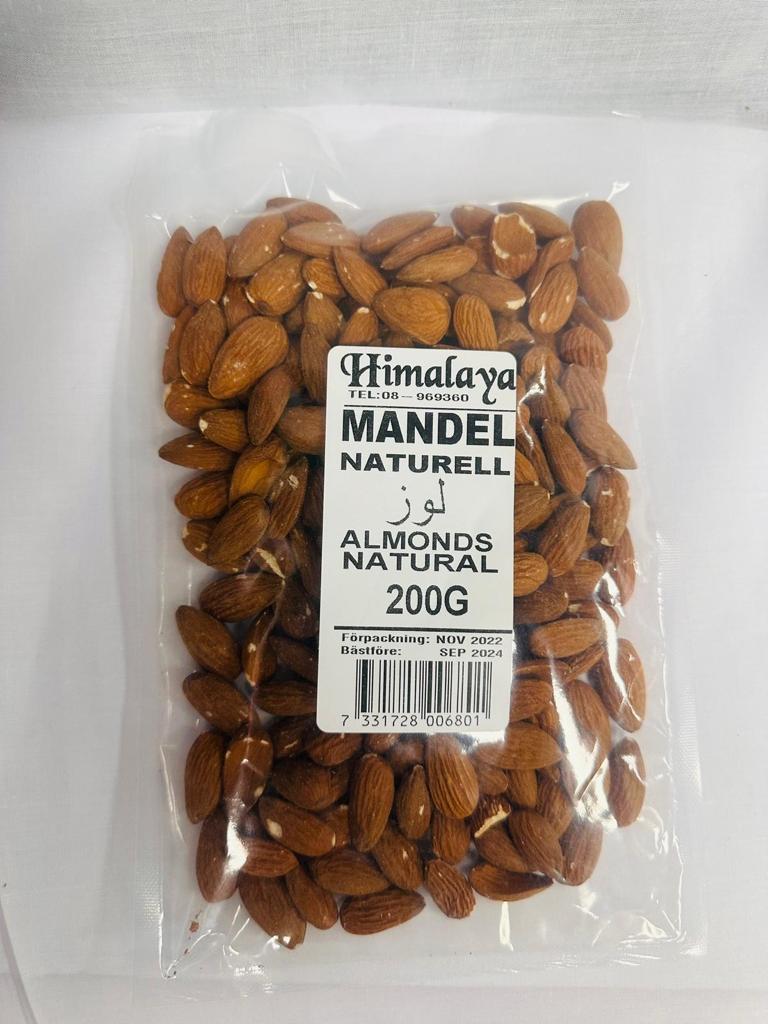 Himalaya
TEL:08-969360
MANDEL
NATURELL
لوز
ALMONDS
NATURAL
200G
Förpackning: NOV 2022
Bästföre: SEP 2024
7 331728 006801